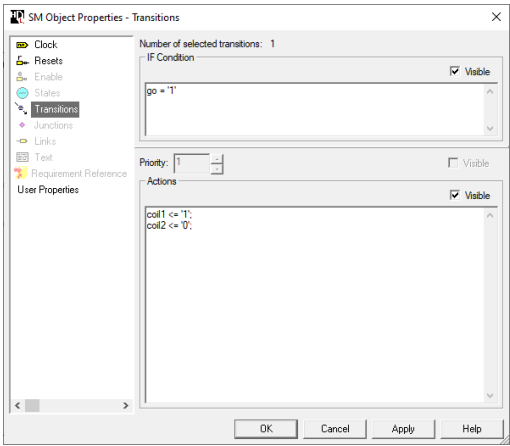 SM Object Properties - Transitions
Clock
Resets
Enable
States
Transitions
Junctions
Links
Text
Requirement Reference
User Properties
Number of selected transitions: 1
IF Condition
Visible
go = '1'
Priority: 1
Visible
Actions
Visible
coil1 <= '1';
coil2 <= '0';
OK
Cancel
Apply
Help